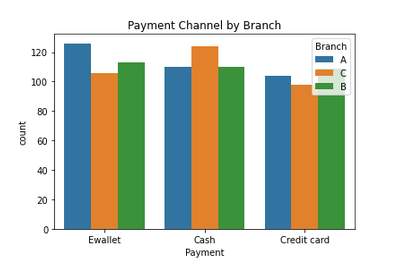 Payment Channel by Branch
Branch
A
C
B
120
100
80
60
40
20
0
count
Ewallet Cash Credit card
Payment